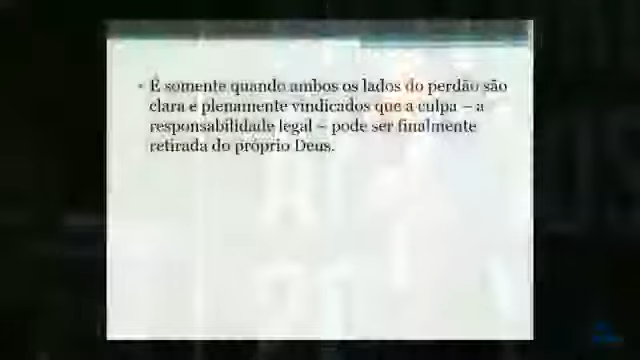 • É somente quando ambos os lados do perdão são
clara e plenamente vindicados que a culpa – a
responsabilidade legal – pode ser finalmente
retirada do próprio Deus.